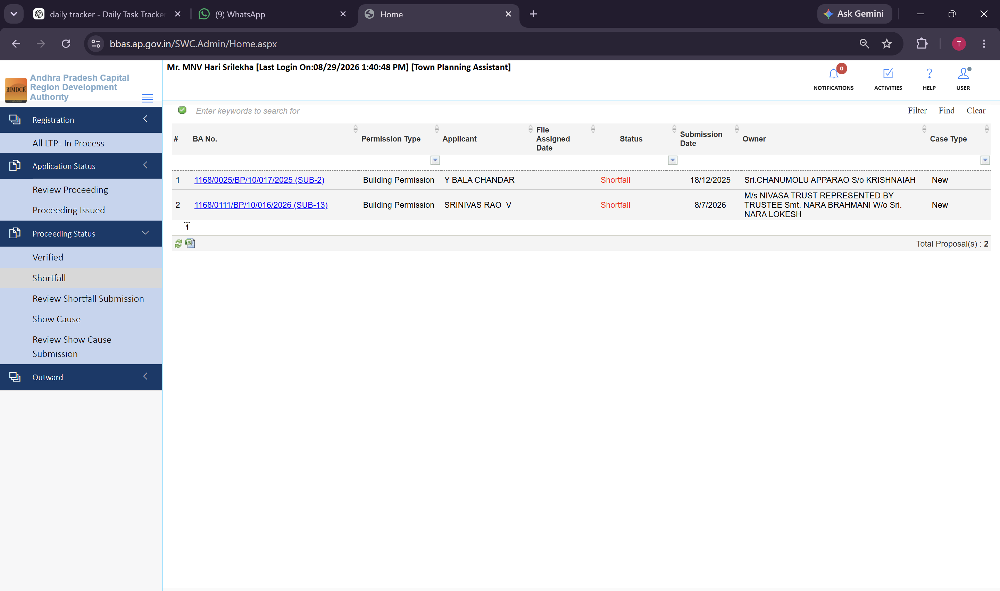 daily tracker - Daily Task Tracker
(9) WhatsApp
Home
Ask Gemini
bbas.ap.gov.in/SWC.Admin/Home.aspx
T
BIMDCR
Andhra Pradesh Capital
Region Development
Authority
Mr. MNV Hari Srilekha [Last Login On:08/29/2026 1:40:48 PM] [Town Planning Assistant]
0
NOTIFICATIONS
ACTIVITIES
HELP
USER
Registration
All LTP- In Process
Application Status
Review Proceeding
Proceeding Issued
Proceeding Status
Verified
Shortfall
Review Shortfall Submission
Show Cause
Review Show Cause
Submission
Outward
Enter keywords to search for
Filter Find Clear
# BA No. Permission Type Applicant File Assigned Date Status Submission Date Owner Case Type
1 1168/0025/BP/10/017/2025 (SUB-2) Building Permission Y BALA CHANDAR Shortfall 18/12/2025 Sri.CHANUMOLU APPARAO S/o KRISHNAIAH New
2 1168/0111/BP/10/016/2026 (SUB-13) Building Permission SRINIVAS RAO V Shortfall 8/7/2026 M/s NIVASA TRUST REPRESENTED BY
TRUSTEE Smt. NARA BRAHMANI W/o Sri.
NARA LOKESH New
1
Total Proposal(s) : 2